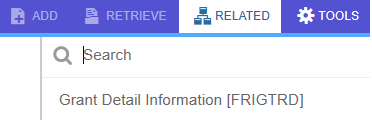 ADD RETRIEVE RELATED TOOLS
Search
Grant Detail Information [FRIGTRD]